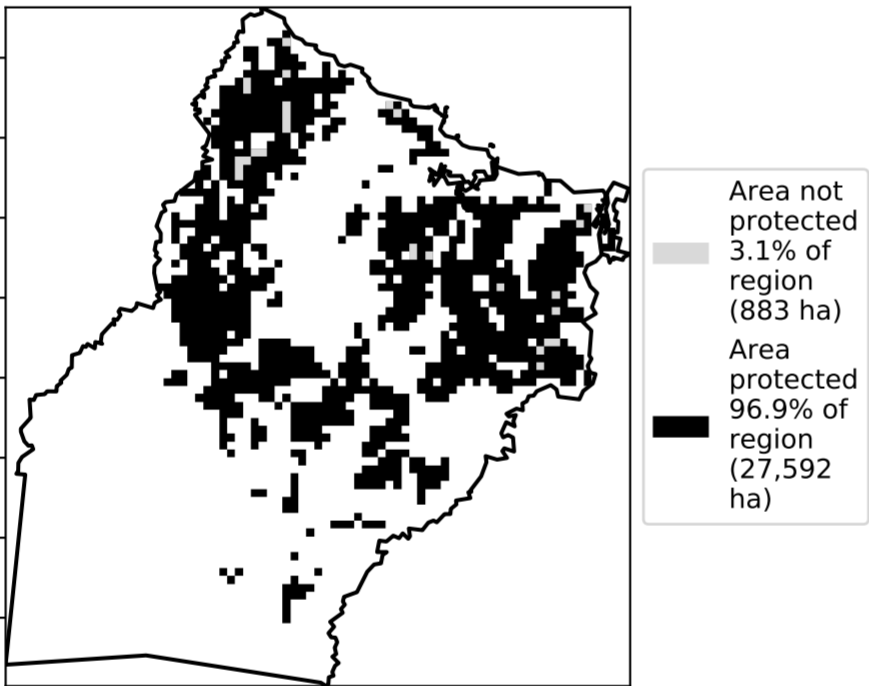 Area not
protected
3.1% of
region
(883 ha)
Area
protected
96.9% of
region
(27,592
ha)